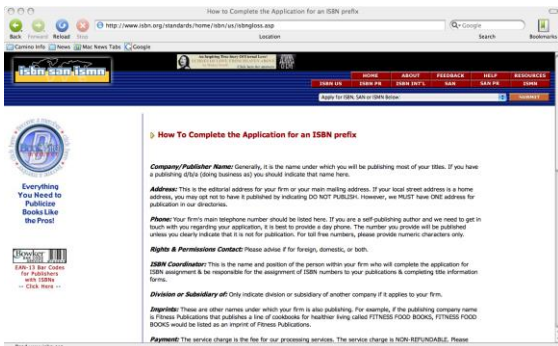 How to Complete the Application for an ISBN prefix
http://www.isbn.org/standards/home/isbn/us/isbngloss.asp
Google
Back Forward Reload Stop Location Search Bookmarks
Camino Info News Mac News Tabs Google
isbn san ismn
HOME ABOUT FEEDBACK HELP RESOURCES
ISBN US ISBN PR ISBN INT'L SAN SAN PR ISMN
Apply for ISBN, SAN or ISMN Below: SUBMIT
How To Complete the Application for an ISBN prefix
Company/Publisher Name: Generally, it is the name under which you will be publishing most of your titles. If you have
a publishing d/b/a (doing business as) you should indicate that name here.
Address: This is the editorial address for your firm or your main mailing address. If your local street address is a home
address, you may opt not to have it published by indicating DO NOT PUBLISH. However, we MUST have ONE address for
publication in our directories.
Phone: Your firm's main telephone number should be listed here. If you are a self-publishing author and we need to get in
touch with you regarding your application, it is best to provide a day phone. The number you provide will be published
unless you clearly indicate that it is not for publication. For toll free numbers, please provide numeric characters only.
Rights & Permissions Contact: Please advise if for foreign, domestic, or both.
ISBN Coordinator: This is the name and position of the person within your firm who will complete the application for
ISBN assignment & be responsible for the assignment of ISBN numbers to your publications & completing title information
forms.
Division or Subsidiary of: Only indicate division or subsidiary of another company if it applies to your firm.
Imprints: These are other names under which your firm is also publishing. For example, if the publishing company name
is Fitness Publications that publishes a line of cookbooks for healthier living called FITNESS FOOD BOOKS, FITNESS FOOD
BOOKS would be listed as an imprint of Fitness Publications.
Payment: The service charge is the fee for our processing services. The service charge is NON-REFUNDABLE. Please
Everything
You Need to
Publicize
Books Like
the Pros!
Bowker
EAN-13 Bar Codes
for Publishers
with ISBNs
-- Click Here --